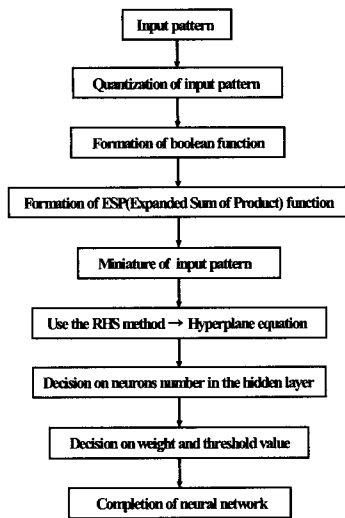 Input pattern
Quantization of input pattern
Formation of boolean function
Formation of ESP(Expanded Sum of Product) function
Miniature of input pattern
Use the RHS method → Hyperplane equation
Decision on neurons number in the hidden layer
Decision on weight and threshold value
Completion of neural network